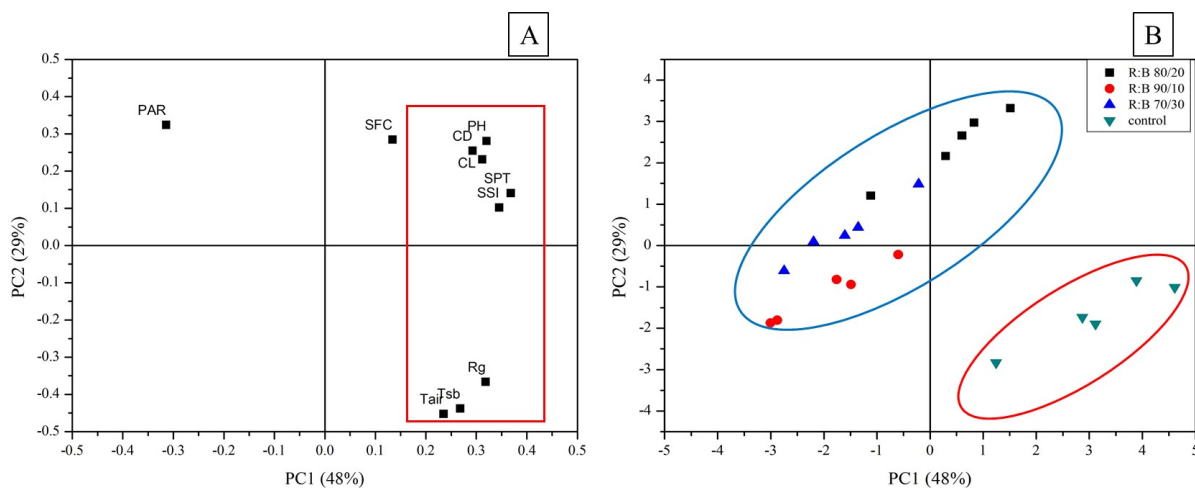 A
0.5
0.4
0.3
0.2
0.1
0.0
-0.1
-0.2
-0.3
-0.4
-0.5
PC2 (29%)
PAR
SFC
PH
CD
CL
SPT
SSI
Rg
Tsb
Tair
-0.5 -0.4 -0.3 -0.2 -0.1 0.0 0.1 0.2 0.3 0.4 0.5
PC1 (48%)
B
R:B 80/20
R:B 90/10
R:B 70/30
control
4
3
2
1
0
-1
-2
-3
-4
PC2 (29%)
-5 -4 -3 -2 -1 0 1 2 3 4 5
PC1 (48%)